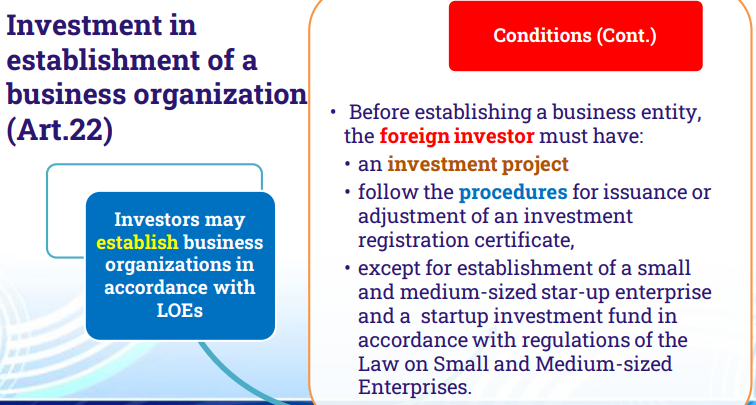 Investment in
establishment of a
business organization
(Art.22)
Investors may
establish business
organizations in
accordance with
LOEs
Conditions (Cont.)
• Before establishing a business entity,
the foreign investor must have:
• an investment project
• follow the procedures for issuance or
adjustment of an investment
registration certificate,
• except for establishment of a small
and medium-sized star-up enterprise
and a startup investment fund in
accordance with regulations of the
Law on Small and Medium-sized
Enterprises.